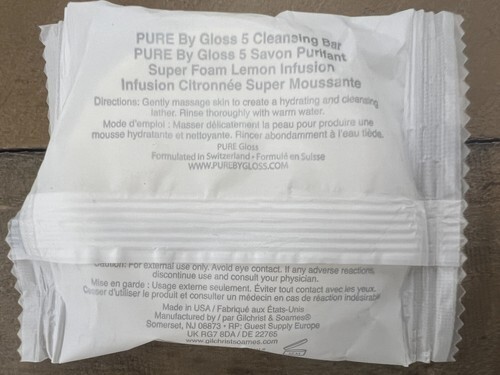 PURE By Gloss 5 Cleansing Bar
PURE By Gloss 5 Savon Purifant
Super Foam Lemon Infusion
Infusion Citronnée Super Moussante
Directions: Gently massage skin to create a hydrating and cleansing
lather. Rinse thoroughly with warm water.
Mode d'emploi : Masser délicatement la peau pour produire une
mousse hydratante et nettoyante. Rincer abondamment à l'eau tiède.
PURE Gloss
Formulated in Switzerland • Formulé en Suisse
WWW.PUREBYGLOSS.COM
Caution: For external use only. Avoid eye contact. If any adverse reactions,
discontinue use and consult your physician.
Mise en garde : Usage externe seulement. Éviter tout contact avec les yeux.
Cesser d'utiliser le produit et consulter un médecin en cas de réaction indésirable
Made in USA / Fabriqué aux États-Unis
Manufactured by / par Gilchrist & Soames®
Somerset, NJ 08873 • RP: Guest Supply Europe
UK RG7 8DA / DE 22765
www.gilchristsoames.com